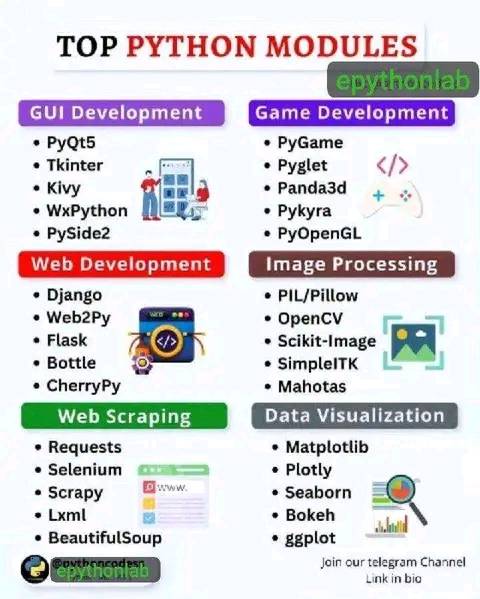 TOP PYTHON MODULES
epythonlab
GUI Development
• PyQt5
• Tkinter
• Kivy
• WxPython
• PySide2
Game Development
• PyGame
• Pyglet
• Panda3d
• Pykyra
• PyOpenGL
</>
Web Development
• Django
• Web2Py
• Flask
• Bottle
• CherryPy
WEB
</>
Image Processing
• PIL/Pillow
• OpenCV
• Scikit-Image
• SimpleITK
• Mahotas
Web Scraping
• Requests
• Selenium
• Scrapy
• Lxml
• BeautifulSoup
www.
Data Visualization
• Matplotlib
• Plotly
• Seaborn
• Bokeh
• ggplot
epythonlab
Join our telegram Channel
Link in bio